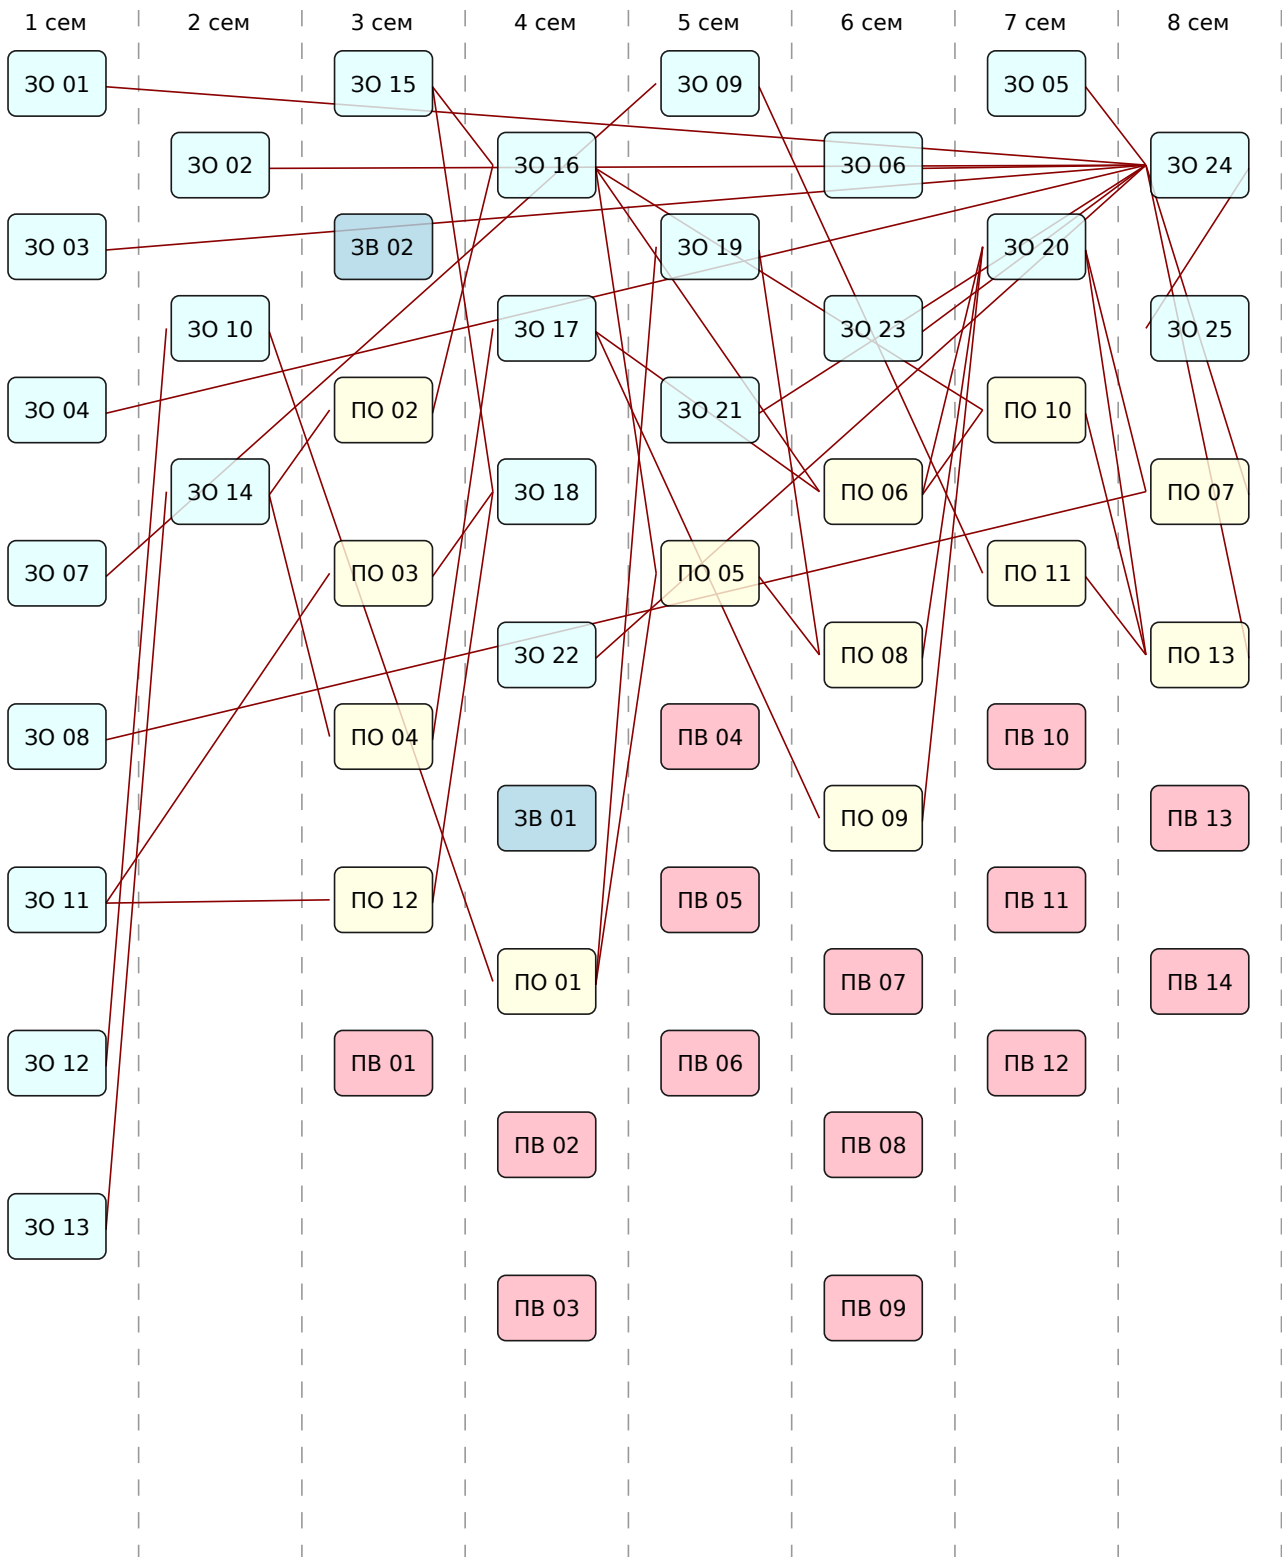 1 сем 2 сем 3 сем 4 сем 5 сем 6 сем 7 сем 8 сем
ЗО 01 ЗО 15 ЗО 09 ЗО 05
ЗО 02 ЗО 16 ЗО 06 ЗО 24
ЗО 03 ЗВ 02 ЗО 19 ЗО 20
ЗО 10 ЗО 17 ЗО 23 ЗО 25
ЗО 04 ПО 02 ЗО 21 ПО 10
ЗО 14 ЗО 18 ПО 06 ПО 07
ЗО 07 ПО 03 ПО 05 ПО 11
ЗО 22 ПО 08 ПО 13
ЗО 08 ПО 04 ПВ 04 ПВ 10
ЗВ 01 ПО 09 ПВ 13
ЗО 11 ПО 12 ПВ 05 ПВ 11
ПО 01 ПВ 07 ПВ 14
ЗО 12 ПВ 01 ПВ 06 ПВ 12
ПВ 02 ПВ 08
ЗО 13
ПВ 03 ПВ 09